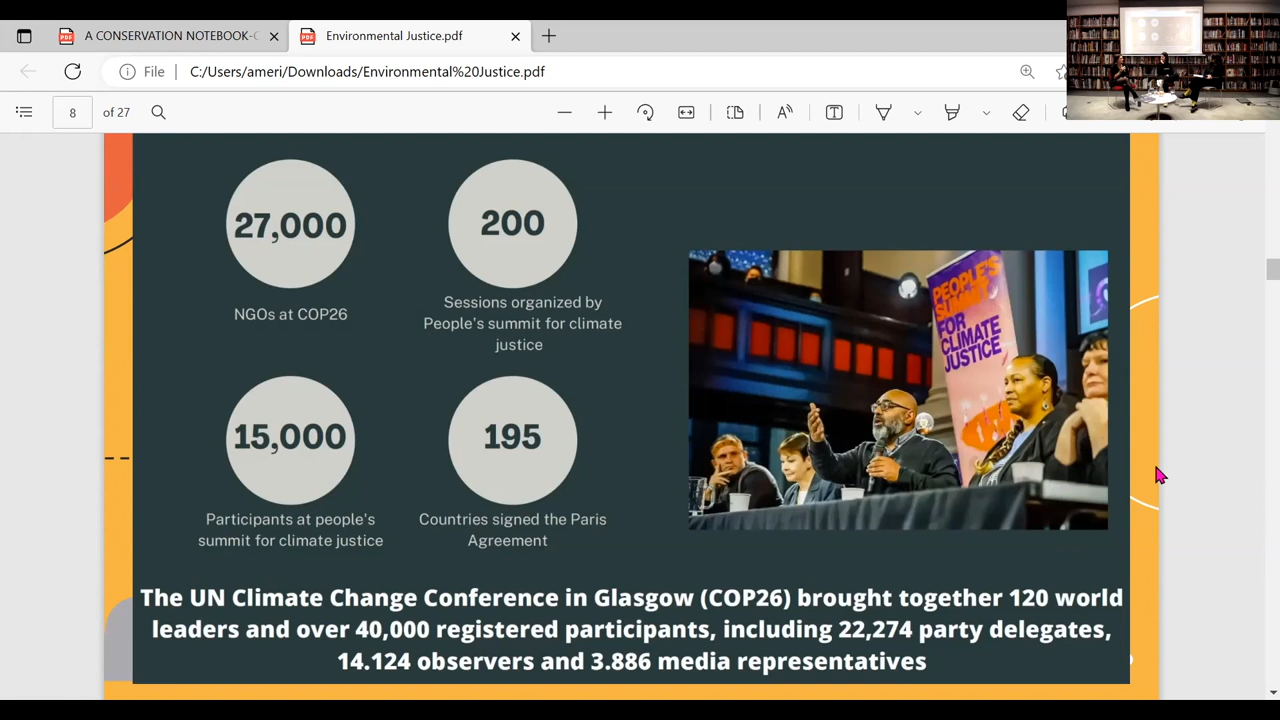 A CONSERVATION NOTEBOOK-C
Environmental Justice.pdf
File
C:/Users/ameri/Downloads/Environmental%20Justice.pdf
8 of 27
27,000
NGOs at COP26
200
Sessions organized by
People's summit for climate
justice
15,000
Participants at people's
summit for climate justice
195
Countries signed the Paris
Agreement
PEOPLE'S
SUMMIT
FOR
CLIMATE
JUSTICE
The UN Climate Change Conference in Glasgow (COP26) brought together 120 world
leaders and over 40,000 registered participants, including 22,274 party delegates,
14.124 observers and 3.886 media representatives